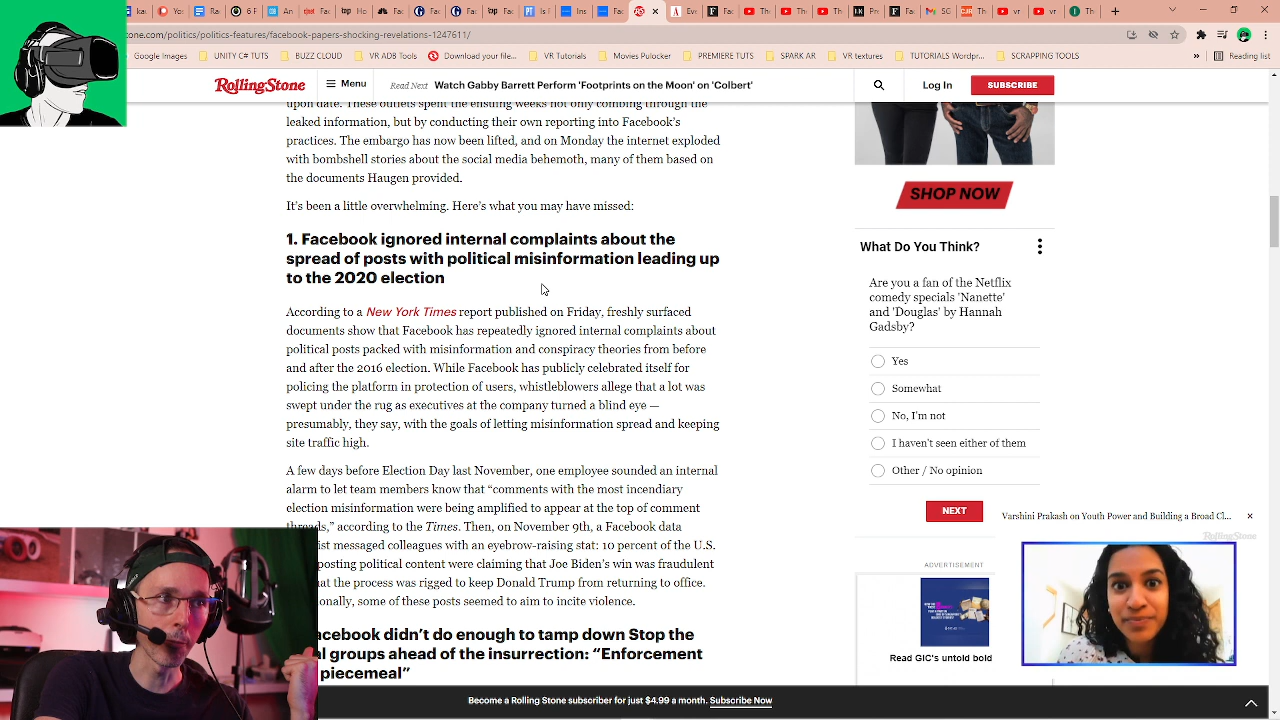 one.com/politics/politics-features/facebook-papers-shocking-revelations-1247611/
Google Images
UNITY C# TUTS
BUZZ CLOUD
VR ADB Tools
Download your file...
VR Tutorials
Movies Pulocker
PREMIERE TUTS
SPARK AR
VR textures
TUTORIALS Wordpr...
SCRAPPING TOOLS
Reading list
RollingStone
Menu
Read Next Watch Gabby Barrett Perform 'Footprints on the Moon' on 'Colbert'
Log In
SUBSCRIBE
upon date. These outlets spent the ensuing weeks not only combing through the
leaked information, but by conducting their own reporting into Facebook's
practices. The embargo has now been lifted, and on Monday the internet exploded
with bombshell stories about the social media behemoth, many of them based on
the documents Haugen provided.
It's been a little overwhelming. Here's what you may have missed:
1. Facebook ignored internal complaints about the
spread of posts with political misinformation leading up
to the 2020 election
According to a New York Times report published on Friday, freshly surfaced
documents show that Facebook has repeatedly ignored internal complaints about
political posts packed with misinformation and conspiracy theories from before
and after the 2016 election. While Facebook has publicly celebrated itself for
policing the platform in protection of users, whistleblowers allege that a lot was
swept under the rug as executives at the company turned a blind eye —
presumably, they say, with the goals of letting misinformation spread and keeping
site traffic high.
A few days before Election Day last November, one employee sounded an internal
alarm to let team members know that "comments with the most incendiary
election misinformation were being amplified to appear at the top of comment
threads," according to the Times. Then, on November 9th, a Facebook data
ist messaged colleagues with an eyebrow-raising stat: 10 percent of the U.S.
posting political content were claiming that Joe Biden's win was fraudulent
at the process was rigged to keep Donald Trump from returning to office.
onally, some of these posts seemed to aim to incite violence.
acebook didn't do enough to tamp down Stop the
al groups ahead of the insurrection: "Enforcement
piecemeal"
SHOP NOW
What Do You Think?
Are you a fan of the Netflix
comedy specials 'Nanette'
and 'Douglas' by Hannah
Gadsby?
Yes
Somewhat
No, I'm not
I haven't seen either of them
Other / No opinion
NEXT
Varshini Prakash on Youth Power and Building a Broad Cl...
RollingStone
ADVERTISEMENT
Read GIC's untold bold
Become a Rolling Stone subscriber for just $4.99 a month. Subscribe Now